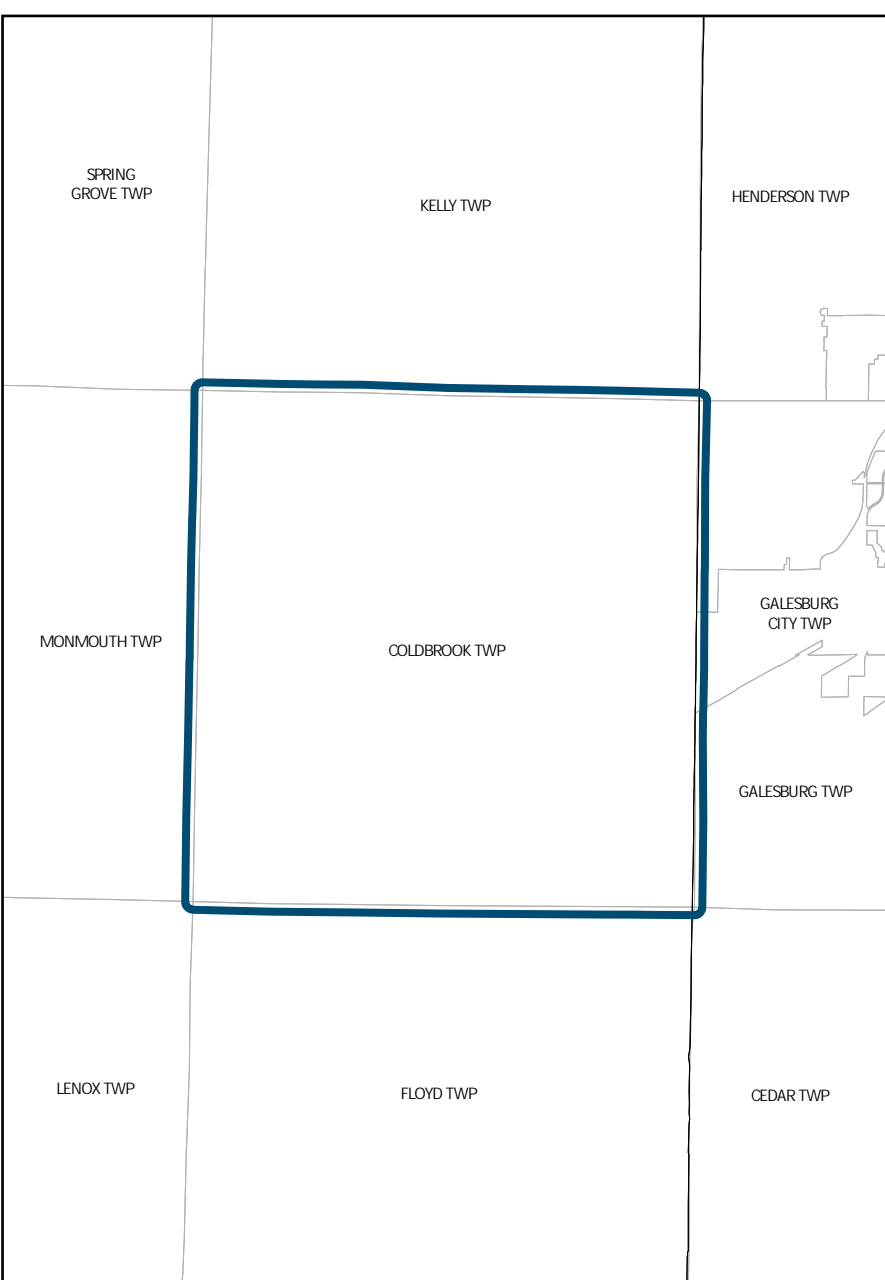 SPRING
GROVE TWP
KELLY TWP
HENDERSON TWP
GALESBURG
CITY TWP
MONMOUTH TWP
COLDBROOK TWP
GALESBURG TWP
LENOX TWP
FLOYD TWP
CEDAR TWP